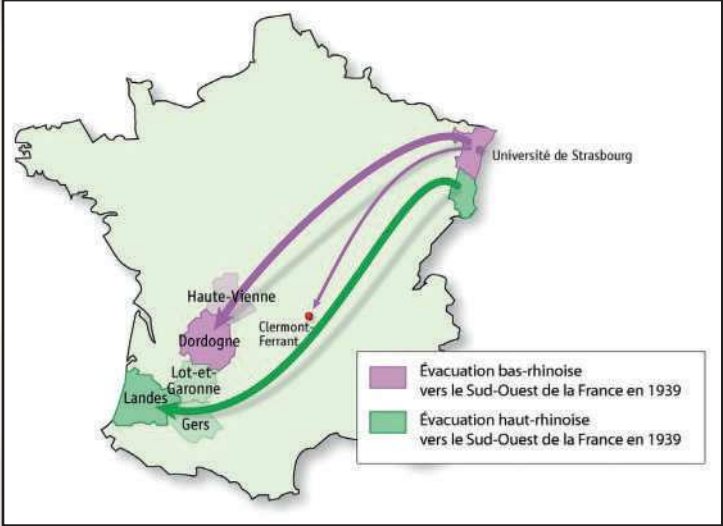 Université de Strasbourg
Haute-Vienne
Clermont-
Ferrant
Dordogne
Lot-et-
Garonne
Landes
Gers
Évacuation bas-rhinoise
vers le Sud-Ouest de la France en 1939
Évacuation haut-rhinoise
vers le Sud-Ouest de la France en 1939